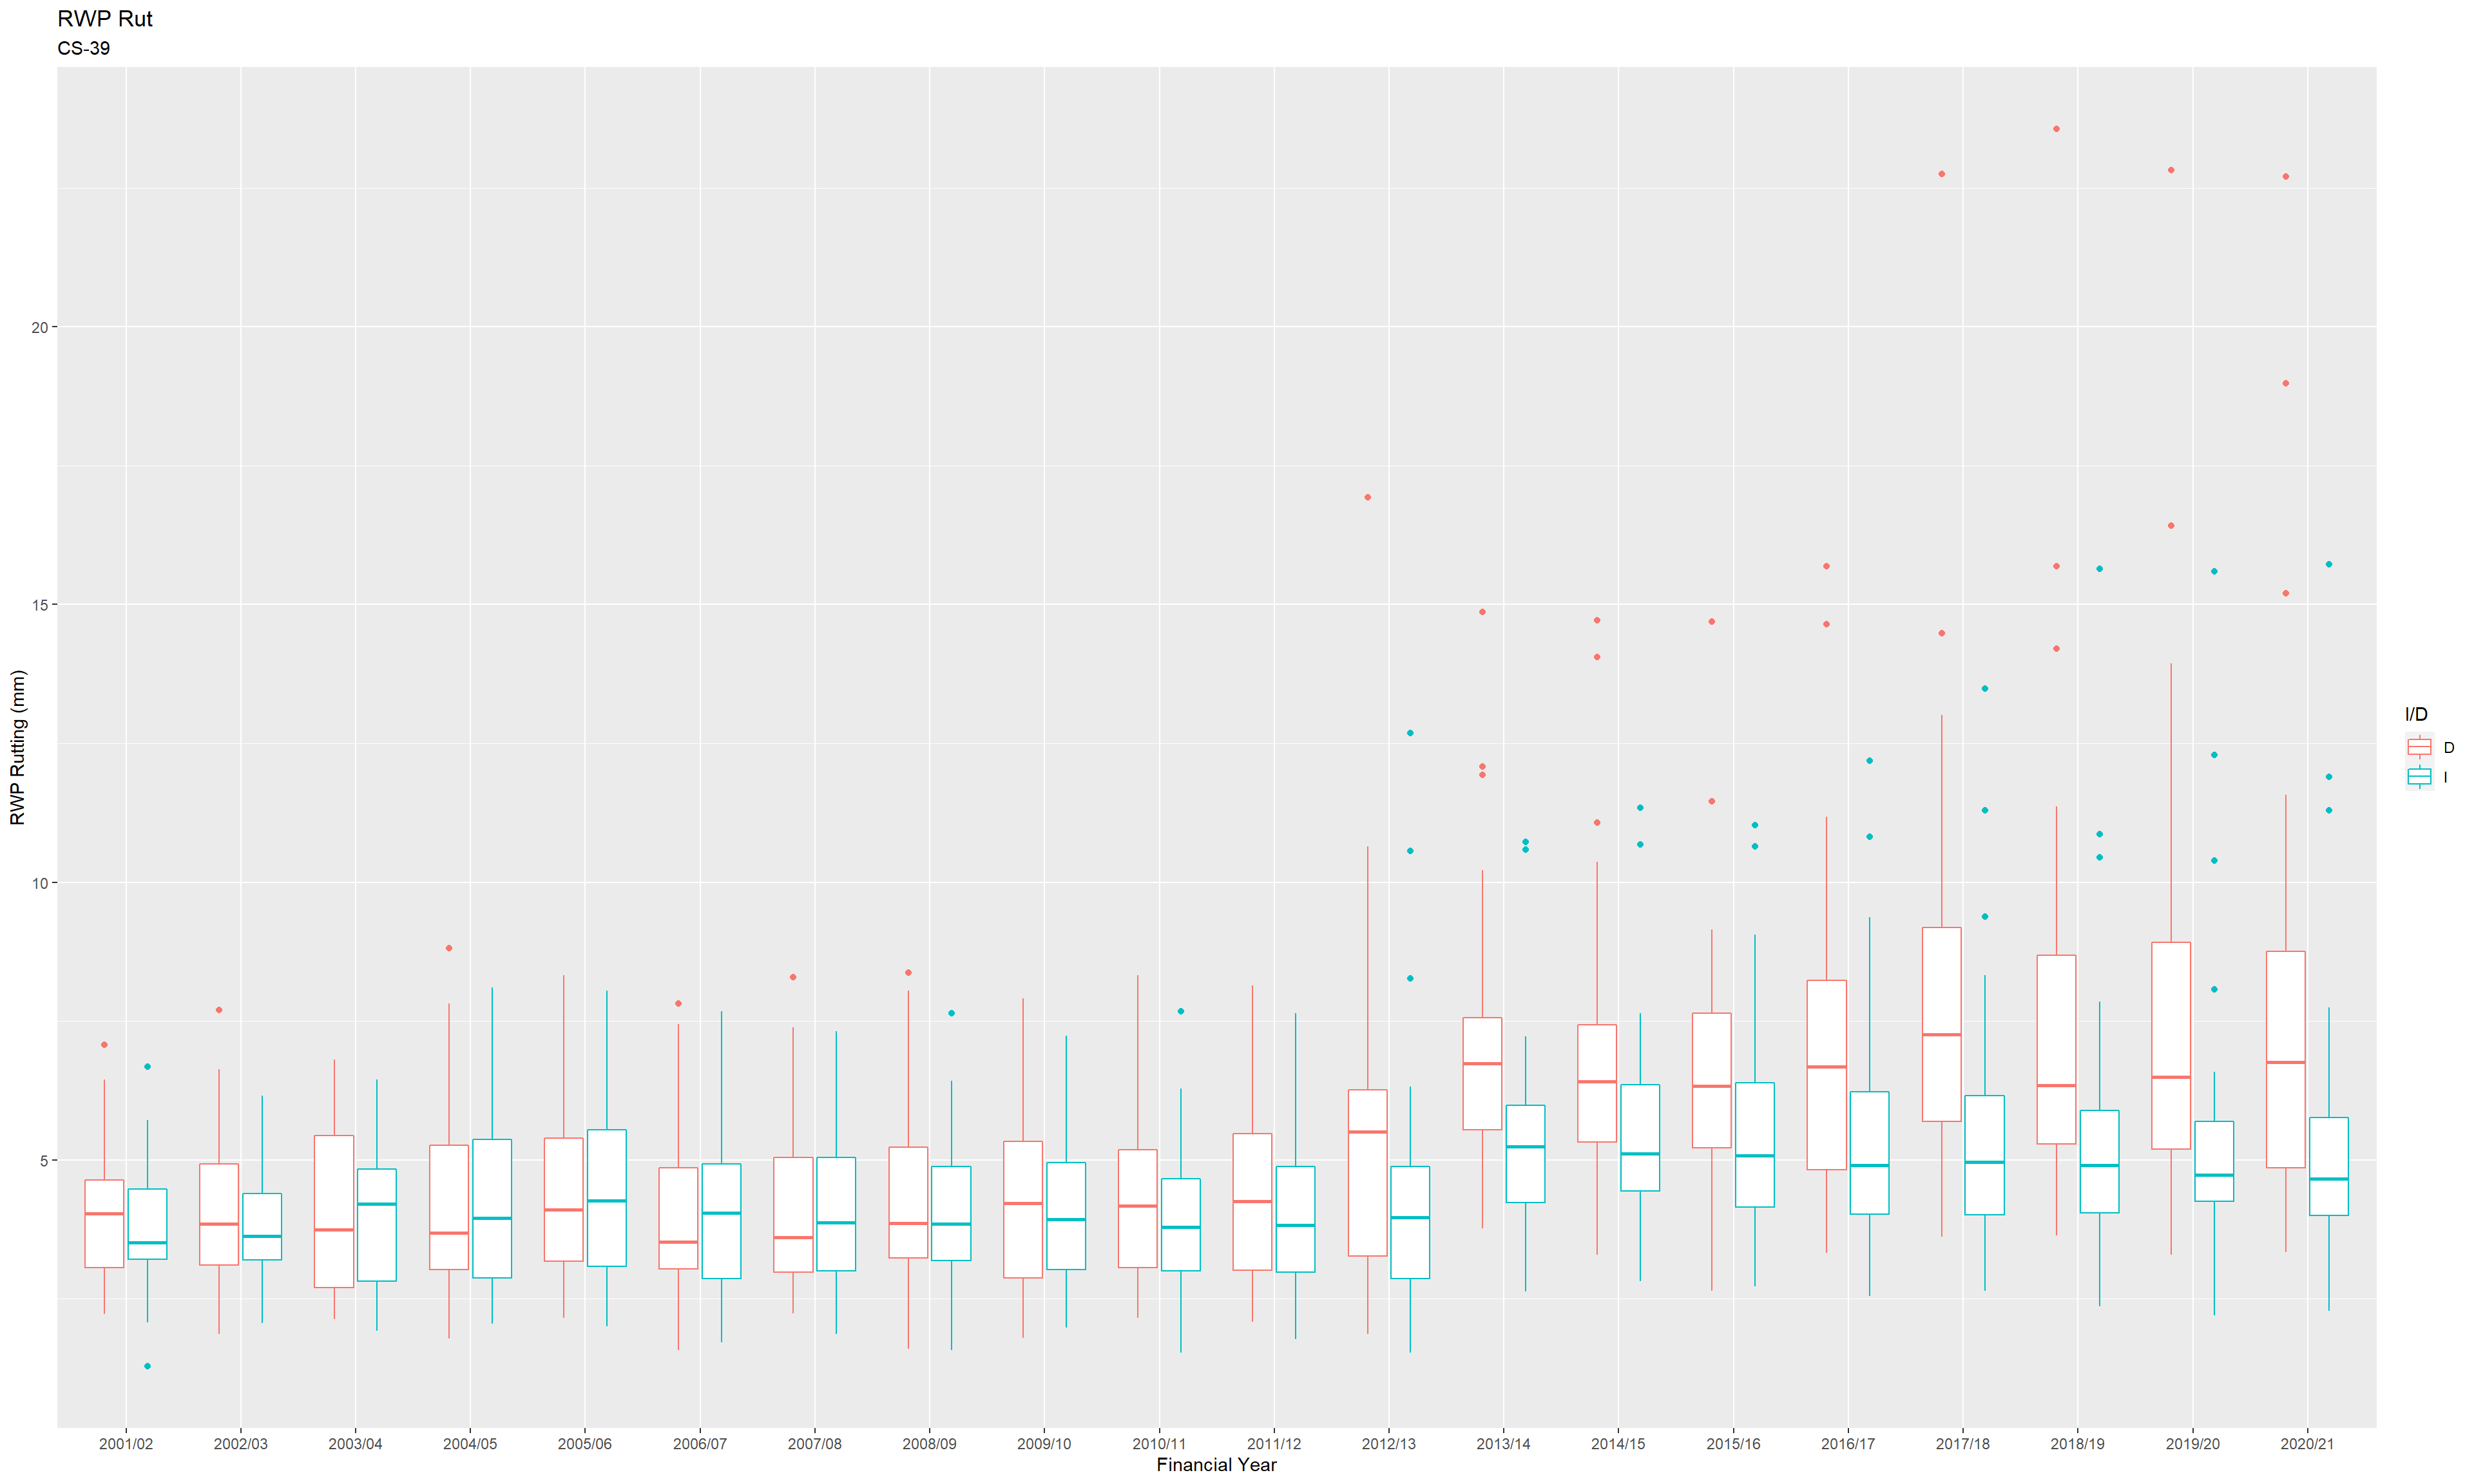 RWP Rut
CS-39
RWP Rutting (mm)
20
15
10
5
2001/02 2002/03 2003/04 2004/05 2005/06 2006/07 2007/08 2008/09 2009/10 2010/11 2011/12 2012/13 2013/14 2014/15 2015/16 2016/17 2017/18 2018/19 2019/20 2020/21
Financial Year
I/D
D
I